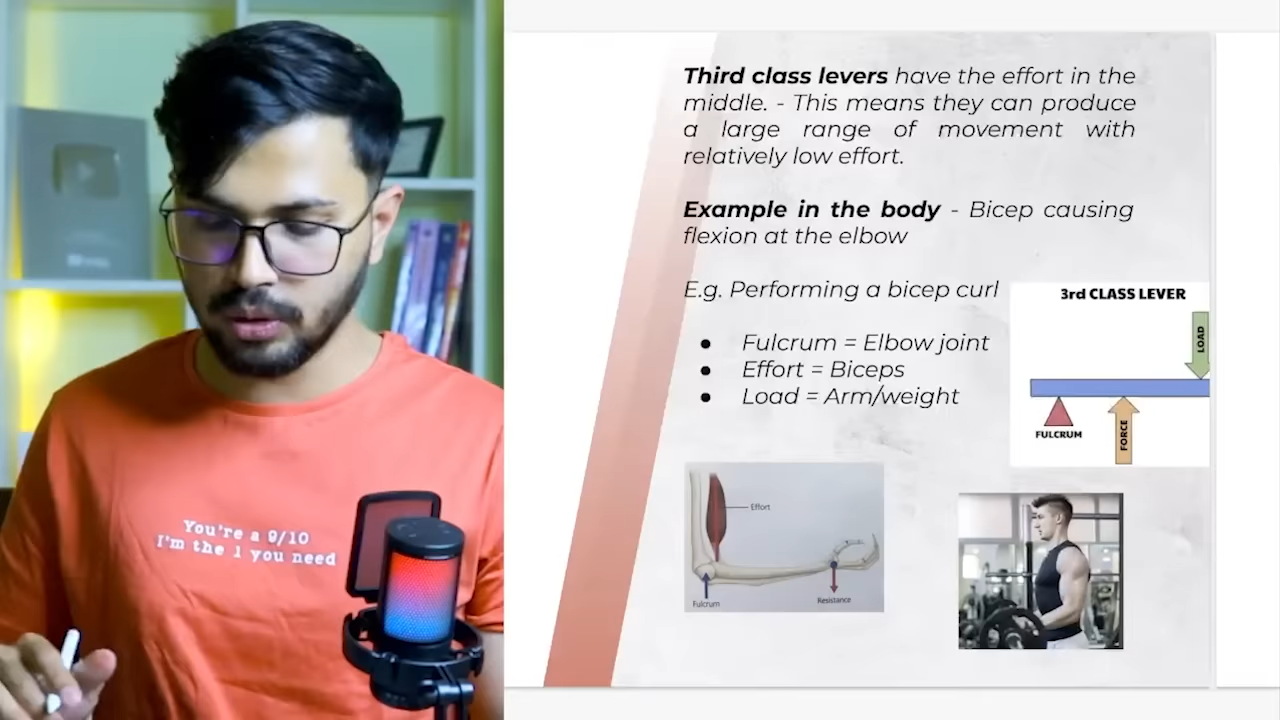 You're a 9/10
I'm the 1 you need
Third class levers have the effort in the
middle. - This means they can produce
a large range of movement with
relatively low effort.
Example in the body - Bicep causing
flexion at the elbow
E.g. Performing a bicep curl
● Fulcrum = Elbow joint
● Effort = Biceps
● Load = Arm/weight
3rd CLASS LEVER
LOAD
FULCRUM
FORCE
Effort
Fulcrum
Resistance